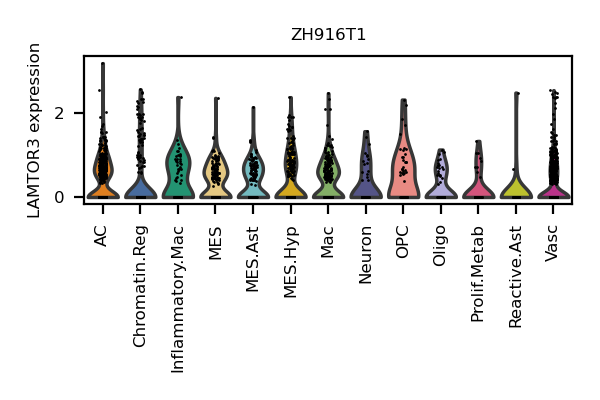 ZH916T1
LAMTOR3 expression
2
0
AC
Chromatin.Reg
Inflammatory.Mac
MES
MES.Ast
MES.Hyp
Mac
Neuron
OPC
Oligo
Prolif.Metab
Reactive.Ast
Vasc